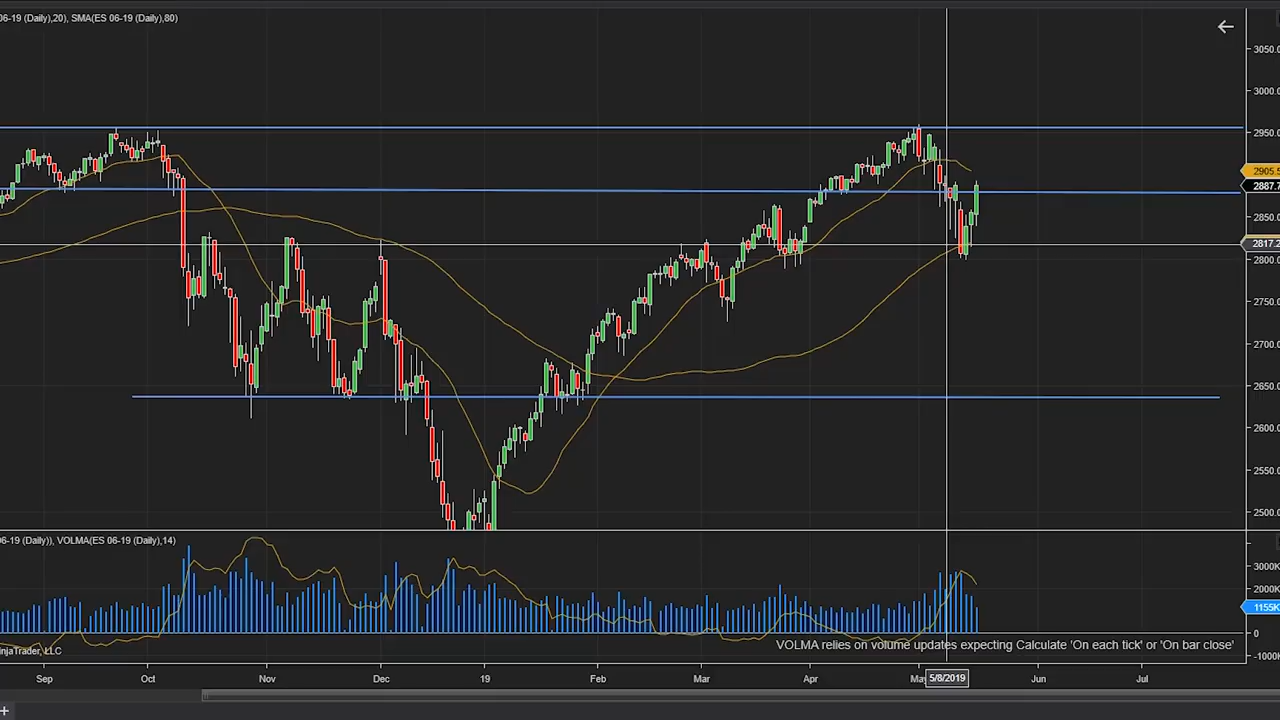 06-19 (Daily),20), SMA(ES 06-19 (Daily),80)
3050.0
3000.0
2950.0
2905.5
2887.7
2850.0
2817.2
2800.0
2750.0
2700.0
2650.0
2600.0
2550.0
2500.0
06-19 (Daily)), VOLMA(ES 06-19 (Daily),14)
3000K
2000K
1155K
0
-1000K
VOLMA relies on volume updates expecting Calculate 'On each tick' or 'On bar close'
injaTrader, LLC
Sep Oct Nov Dec 19 Feb Mar Apr May 5/8/2019 Jun Jul